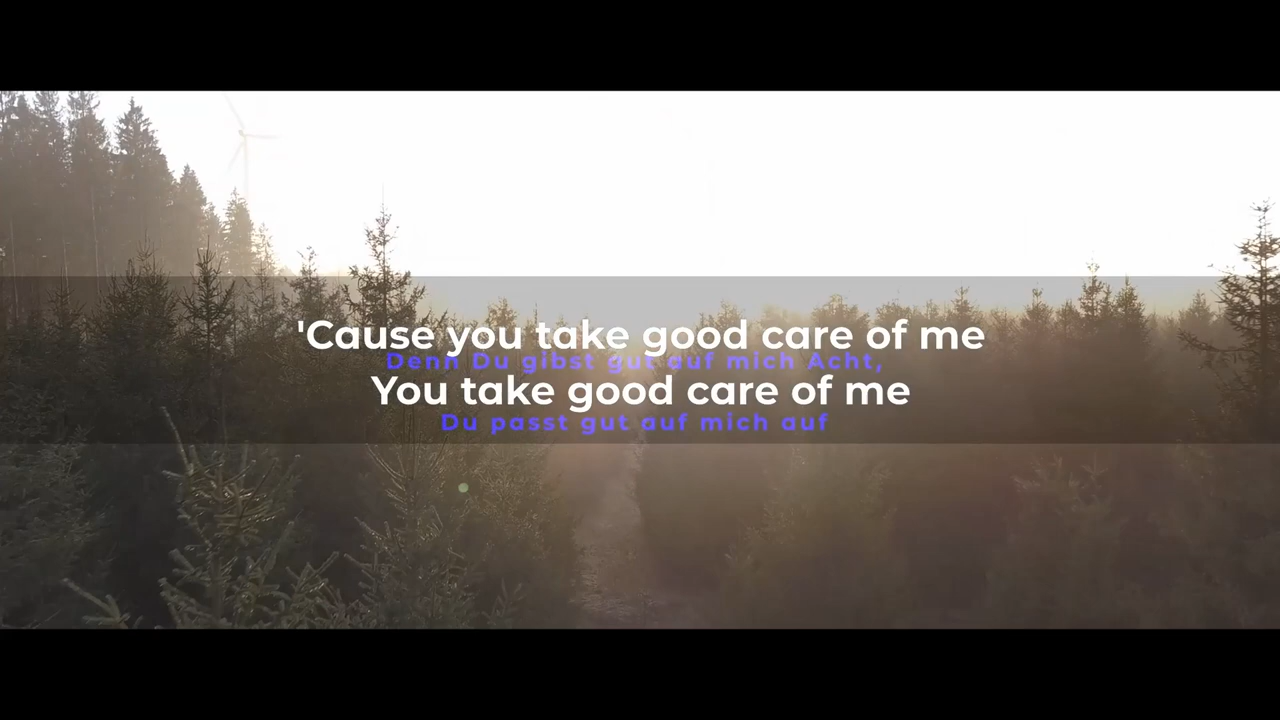 'Cause you take good care of me
Denn Du gibst gut auf mich Acht,
You take good care of me
Du passt gut auf mich auf